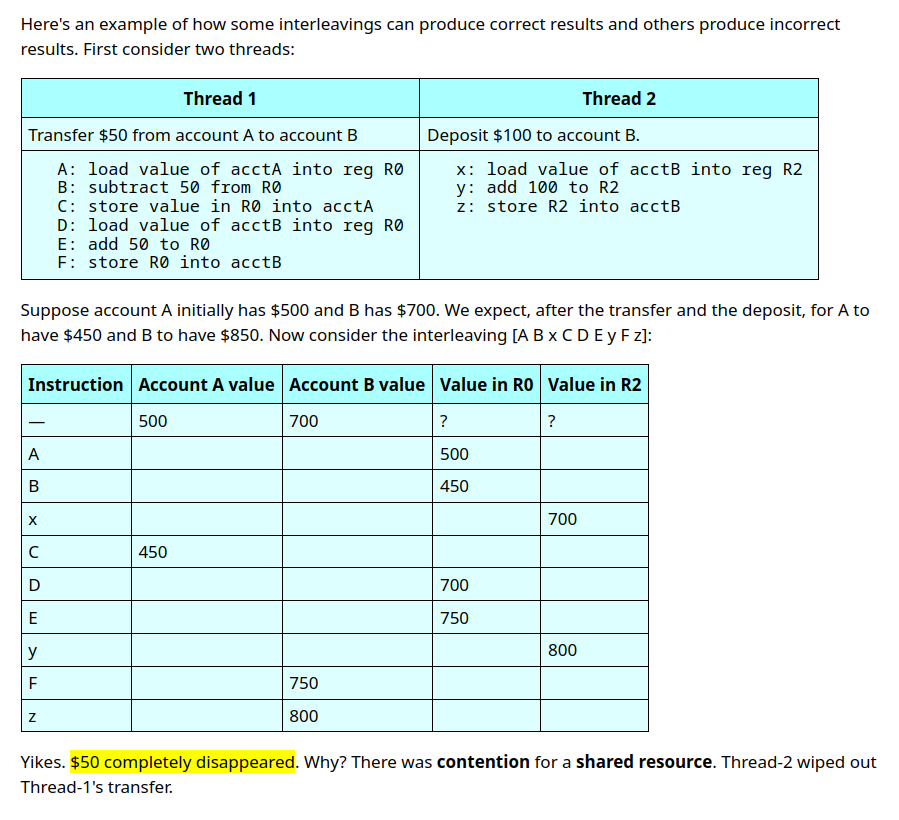 Here's an example of how some interleavings can produce correct results and others produce incorrect
results. First consider two threads:
Thread 1 Thread 2
Transfer $50 from account A to account B Deposit $100 to account B.
A: load value of acctA into reg R0 x: load value of acctB into reg R2
B: subtract 50 from R0 y: add 100 to R2
C: store value in R0 into acctA z: store R2 into acctB
D: load value of acctB into reg R0
E: add 50 to R0
F: store R0 into acctB
Suppose account A initially has $500 and B has $700. We expect, after the transfer and the deposit, for A to
have $450 and B to have $850. Now consider the interleaving [A B x C D E y F z]:
Instruction Account A value Account B value Value in R0 Value in R2
— 500 700 ? ?
A 500
B 450
x 700
C 450
D 700
E 750
y 800
F 750
z 800
Yikes. $50 completely disappeared. Why? There was contention for a shared resource. Thread-2 wiped out
Thread-1's transfer.